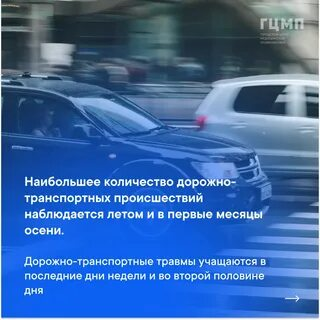 ГЦМП
Наибольшее количество дорожно-
транспортных происшествий
наблюдается летом и в первые месяцы
осени.
Дорожно-транспортные травмы учащаются в
последние дни недели и во второй половине
дня